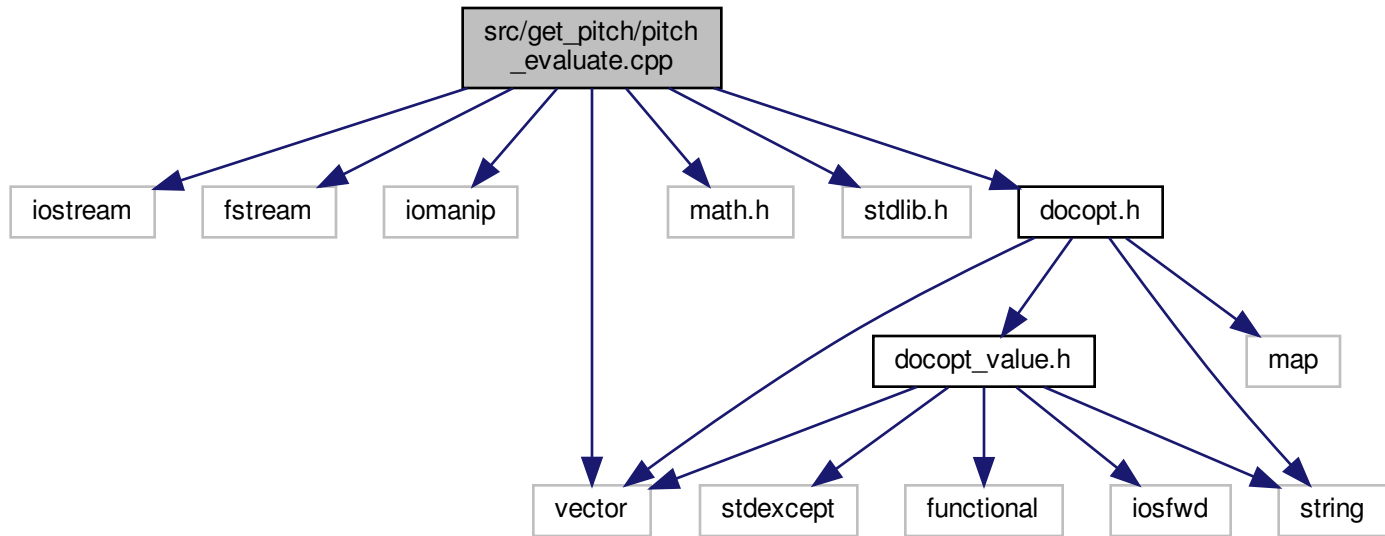 src/get_pitch/pitch
_evaluate.cpp
iostream
fstream
iomanip
math.h
stdlib.h
docopt.h
docopt_value.h
map
vector
stdexcept
functional
iosfwd
string